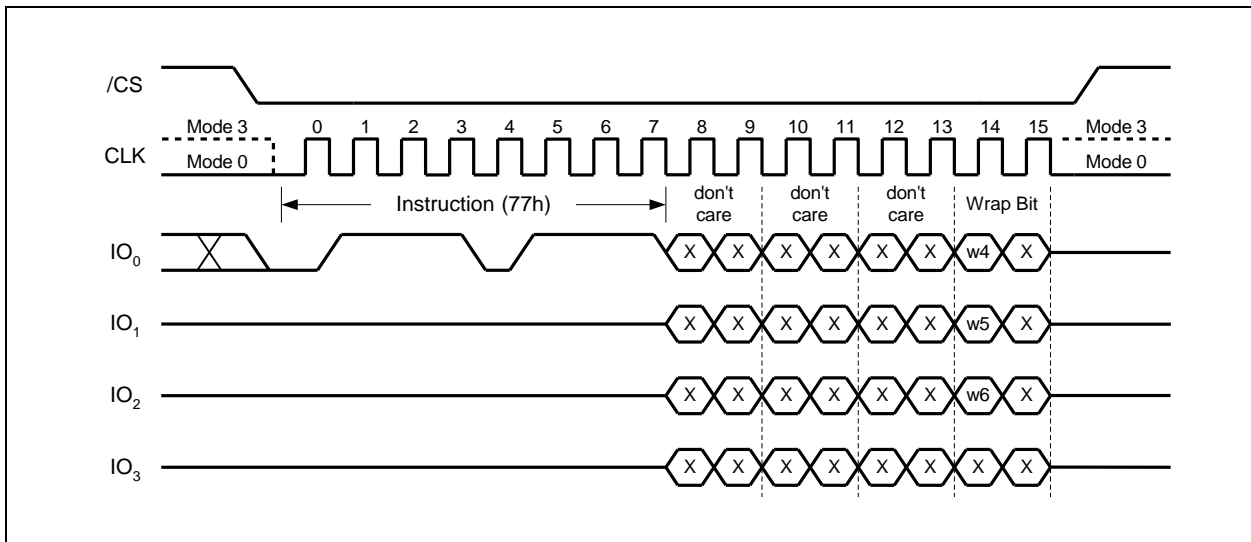 /CS
Mode 3 0 1 2 3 4 5 6 7 8 9 10 11 12 13 14 15 Mode 3
CLK Mode 0 Mode 0
Instruction (77h) don't care don't care don't care Wrap Bit
IO0 X X X X X X w4 X
IO1 X X X X X X w5 X
IO2 X X X X X X w6 X
IO3 X X X X X X X X